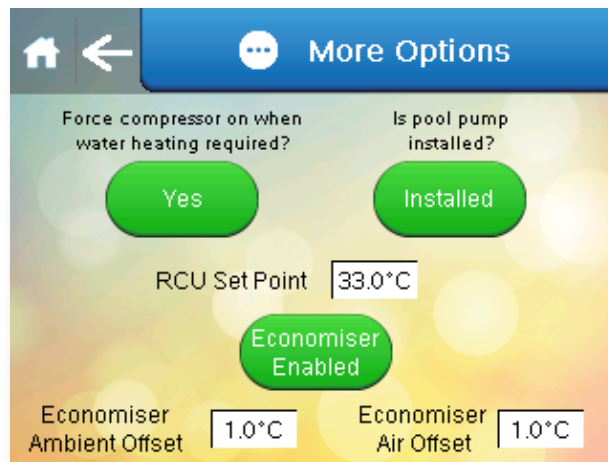 More Options
Force compressor on when
water heating required?
Is pool pump
installed?
Yes
Installed
RCU Set Point 33.0°C
Economiser
Enabled
Economiser
Ambient Offset 1.0°C
Economiser
Air Offset 1.0°C